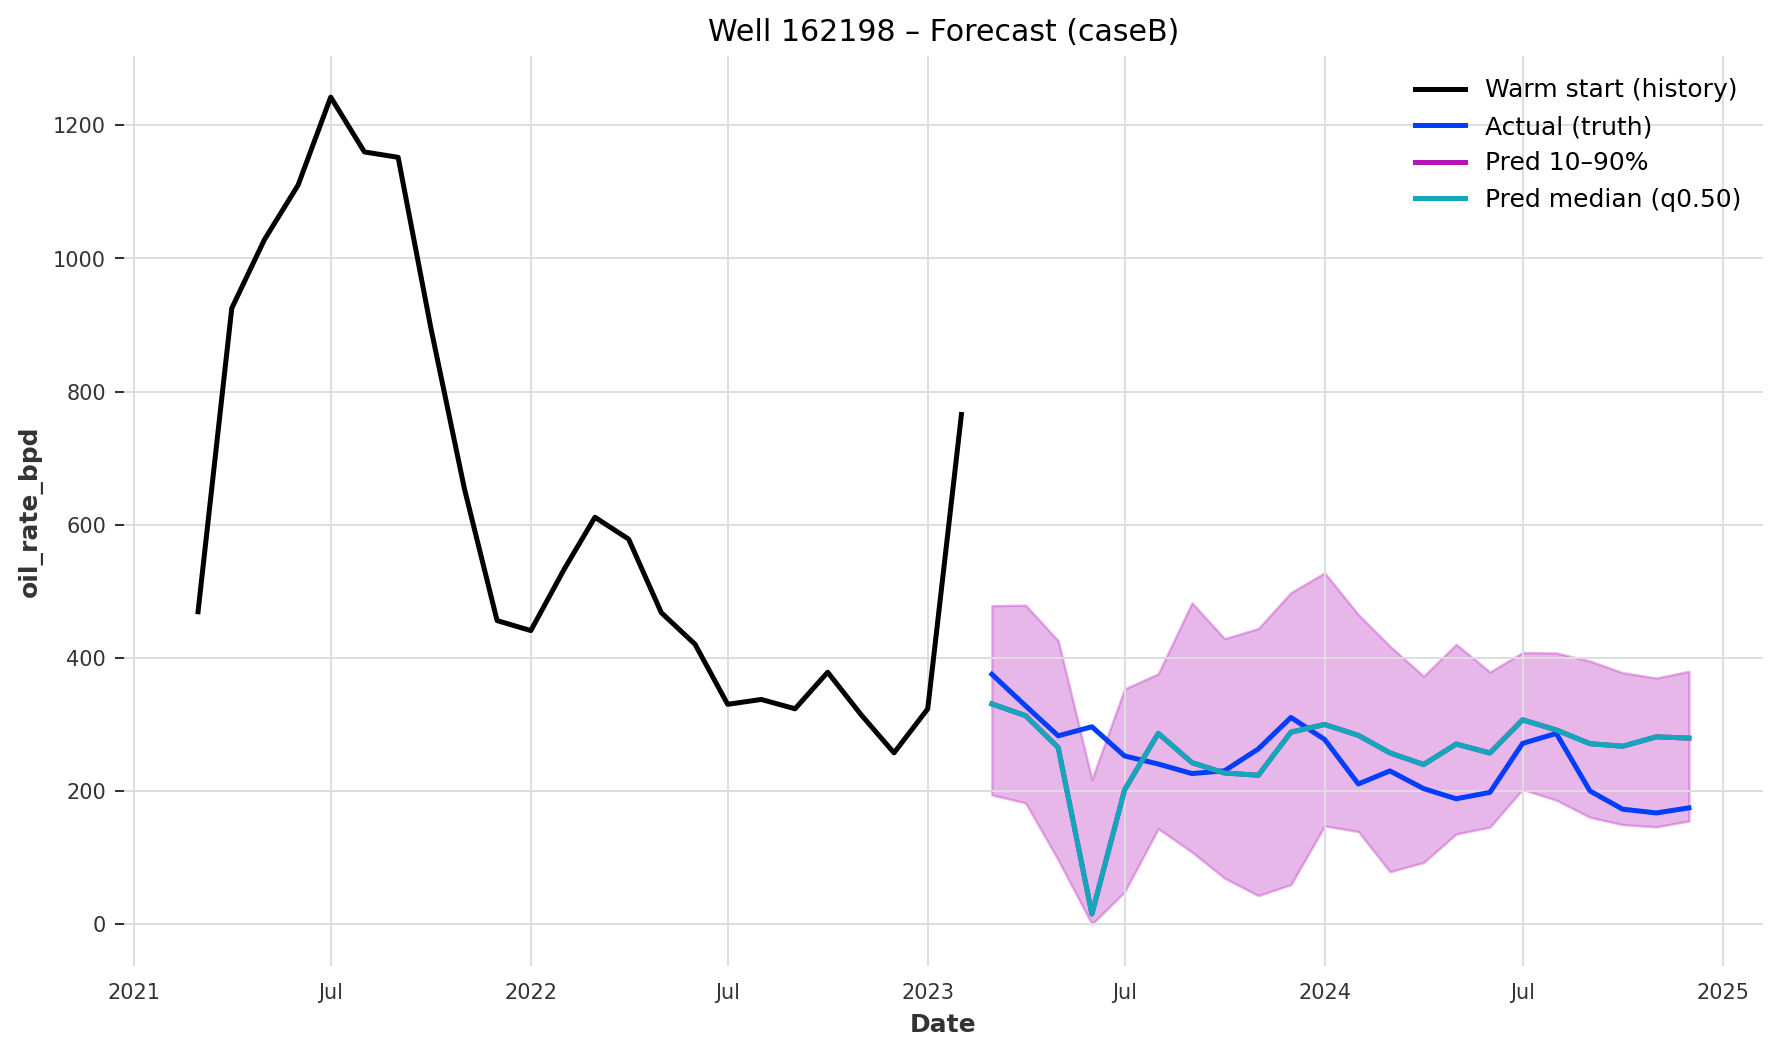 Well 162198 – Forecast (caseB)
Warm start (history)
Actual (truth)
Pred 10–90%
Pred median (q0.50)
oil_rate_bpd
1200
1000
800
600
400
200
0
2021
Jul
2022
Jul
2023
Jul
2024
Jul
2025
Date